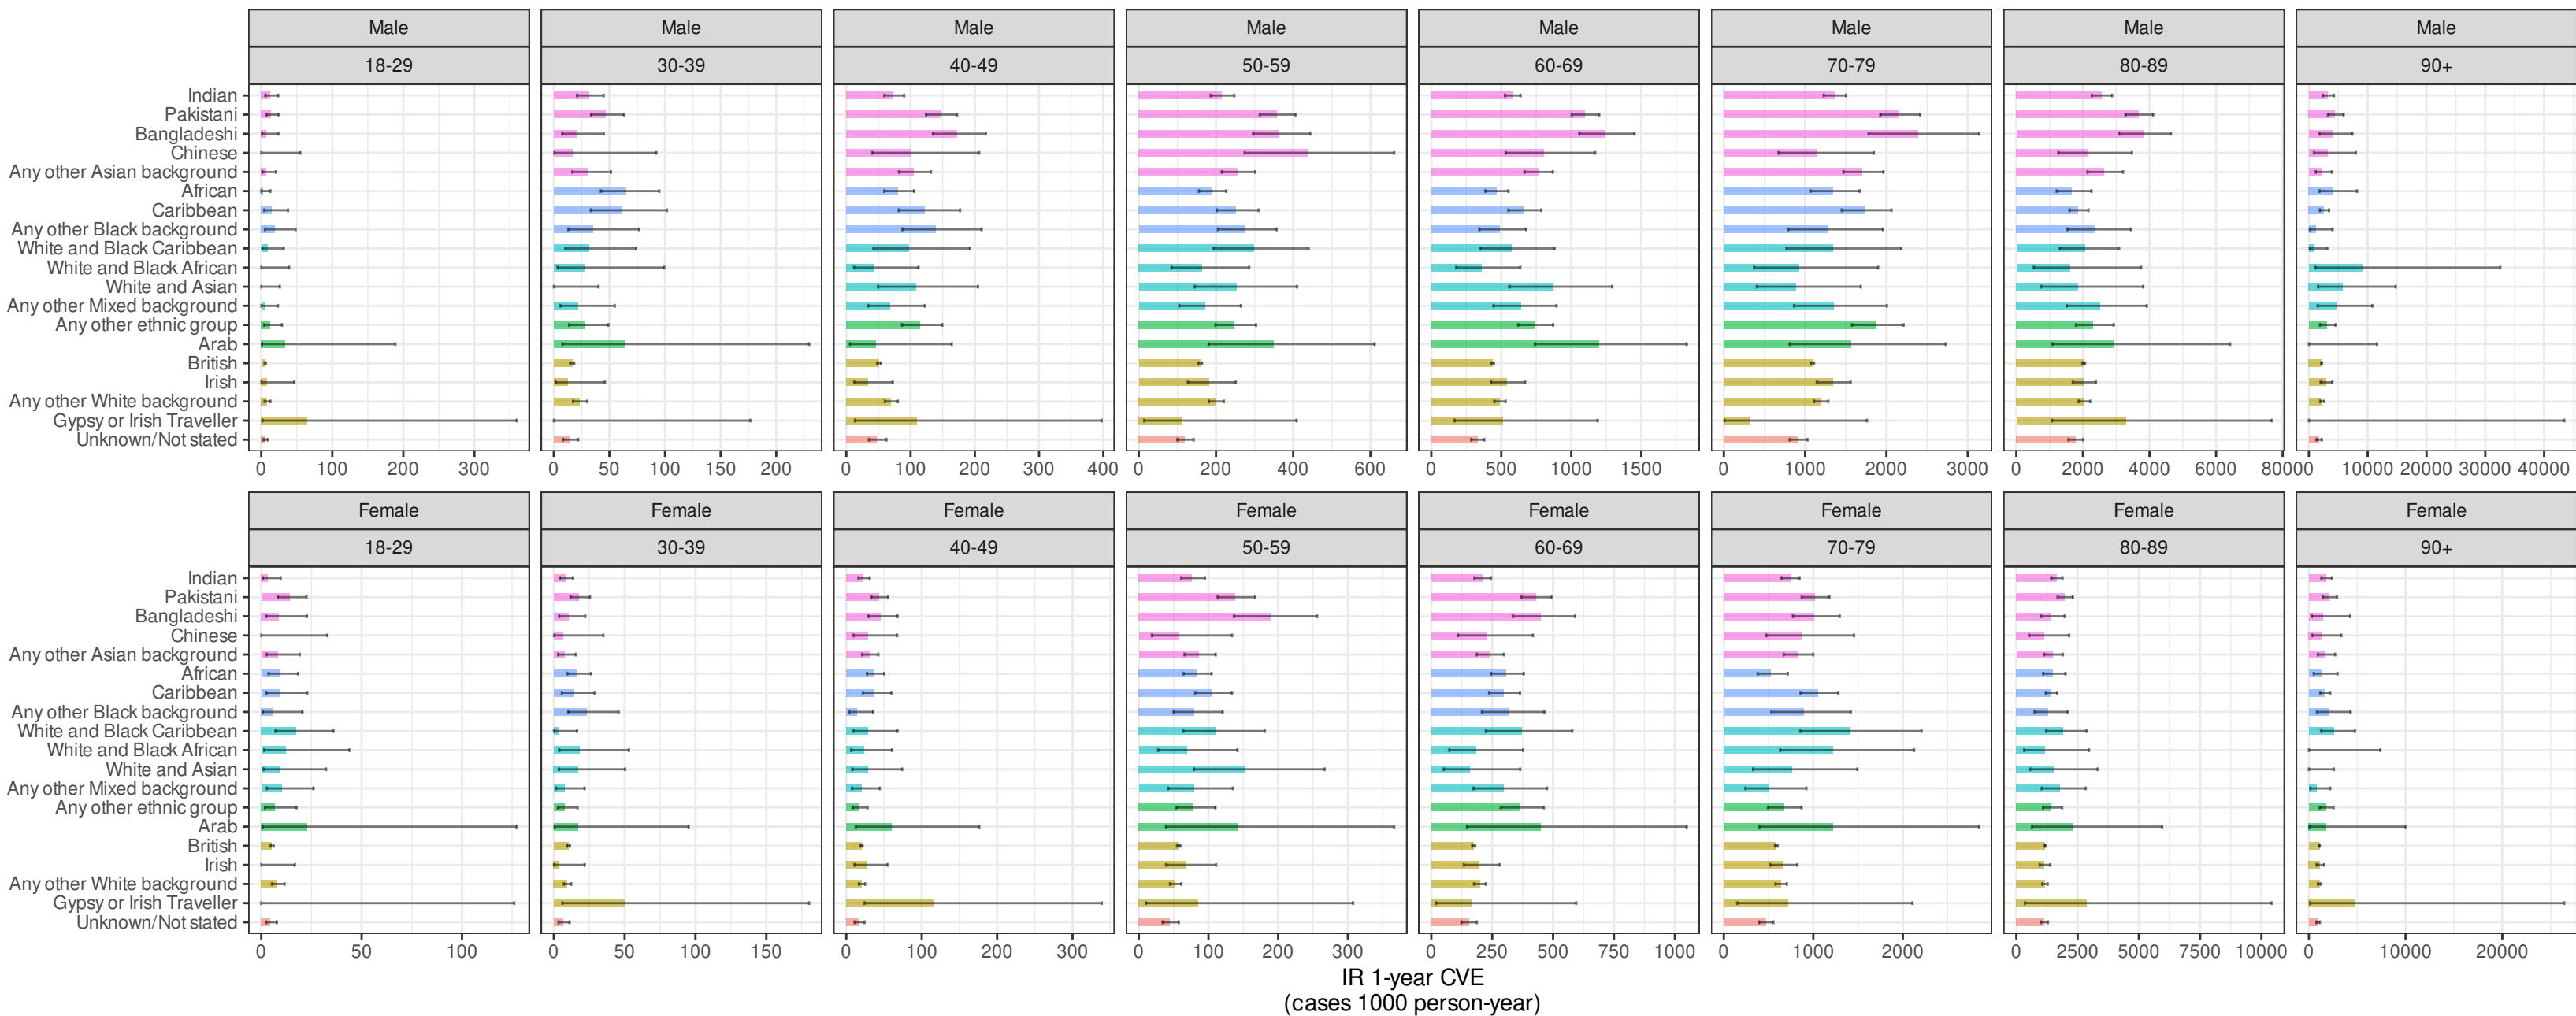 Male Male Male Male Male Male Male Male
18-29 30-39 40-49 50-59 60-69 70-79 80-89 90+
Indian
Pakistani
Bangladeshi
Chinese
Any other Asian background
African
Caribbean
Any other Black background
White and Black Caribbean
White and Black African
White and Asian
Any other Mixed background
Any other ethnic group
Arab
British
Irish
Any other White background
Gypsy or Irish Traveller
Unknown/Not stated
0 100 200 300 0 50 100 150 200 0 100 200 300 400 0 200 400 600 0 500 1000 1500 0 1000 2000 3000 0 2000 4000 6000 8000 0 10000 20000 30000 40000
Female Female Female Female Female Female Female Female
18-29 30-39 40-49 50-59 60-69 70-79 80-89 90+
Indian
Pakistani
Bangladeshi
Chinese
Any other Asian background
African
Caribbean
Any other Black background
White and Black Caribbean
White and Black African
White and Asian
Any other Mixed background
Any other ethnic group
Arab
British
Irish
Any other White background
Gypsy or Irish Traveller
Unknown/Not stated
0 50 100 0 50 100 150 0 100 200 300 0 100 200 300 0 250 500 750 1000 0 1000 2000 0 2500 5000 7500 10000 0 10000 20000
IR 1-year CVE
(cases 1000 person-year)